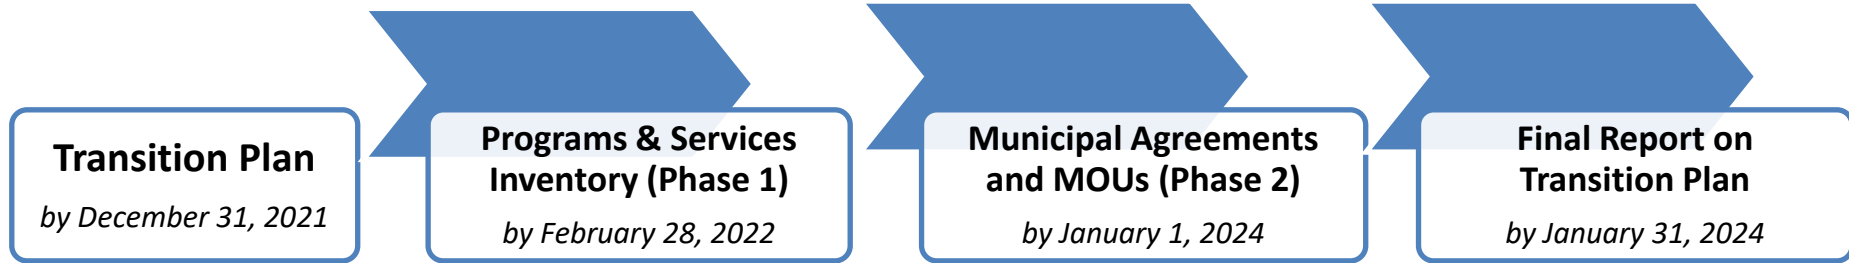 Transition Plan
by December 31, 2021
Programs & Services
Inventory (Phase 1)
by February 28, 2022
Municipal Agreements
and MOUs (Phase 2)
by January 1, 2024
Final Report on
Transition Plan
by January 31, 2024